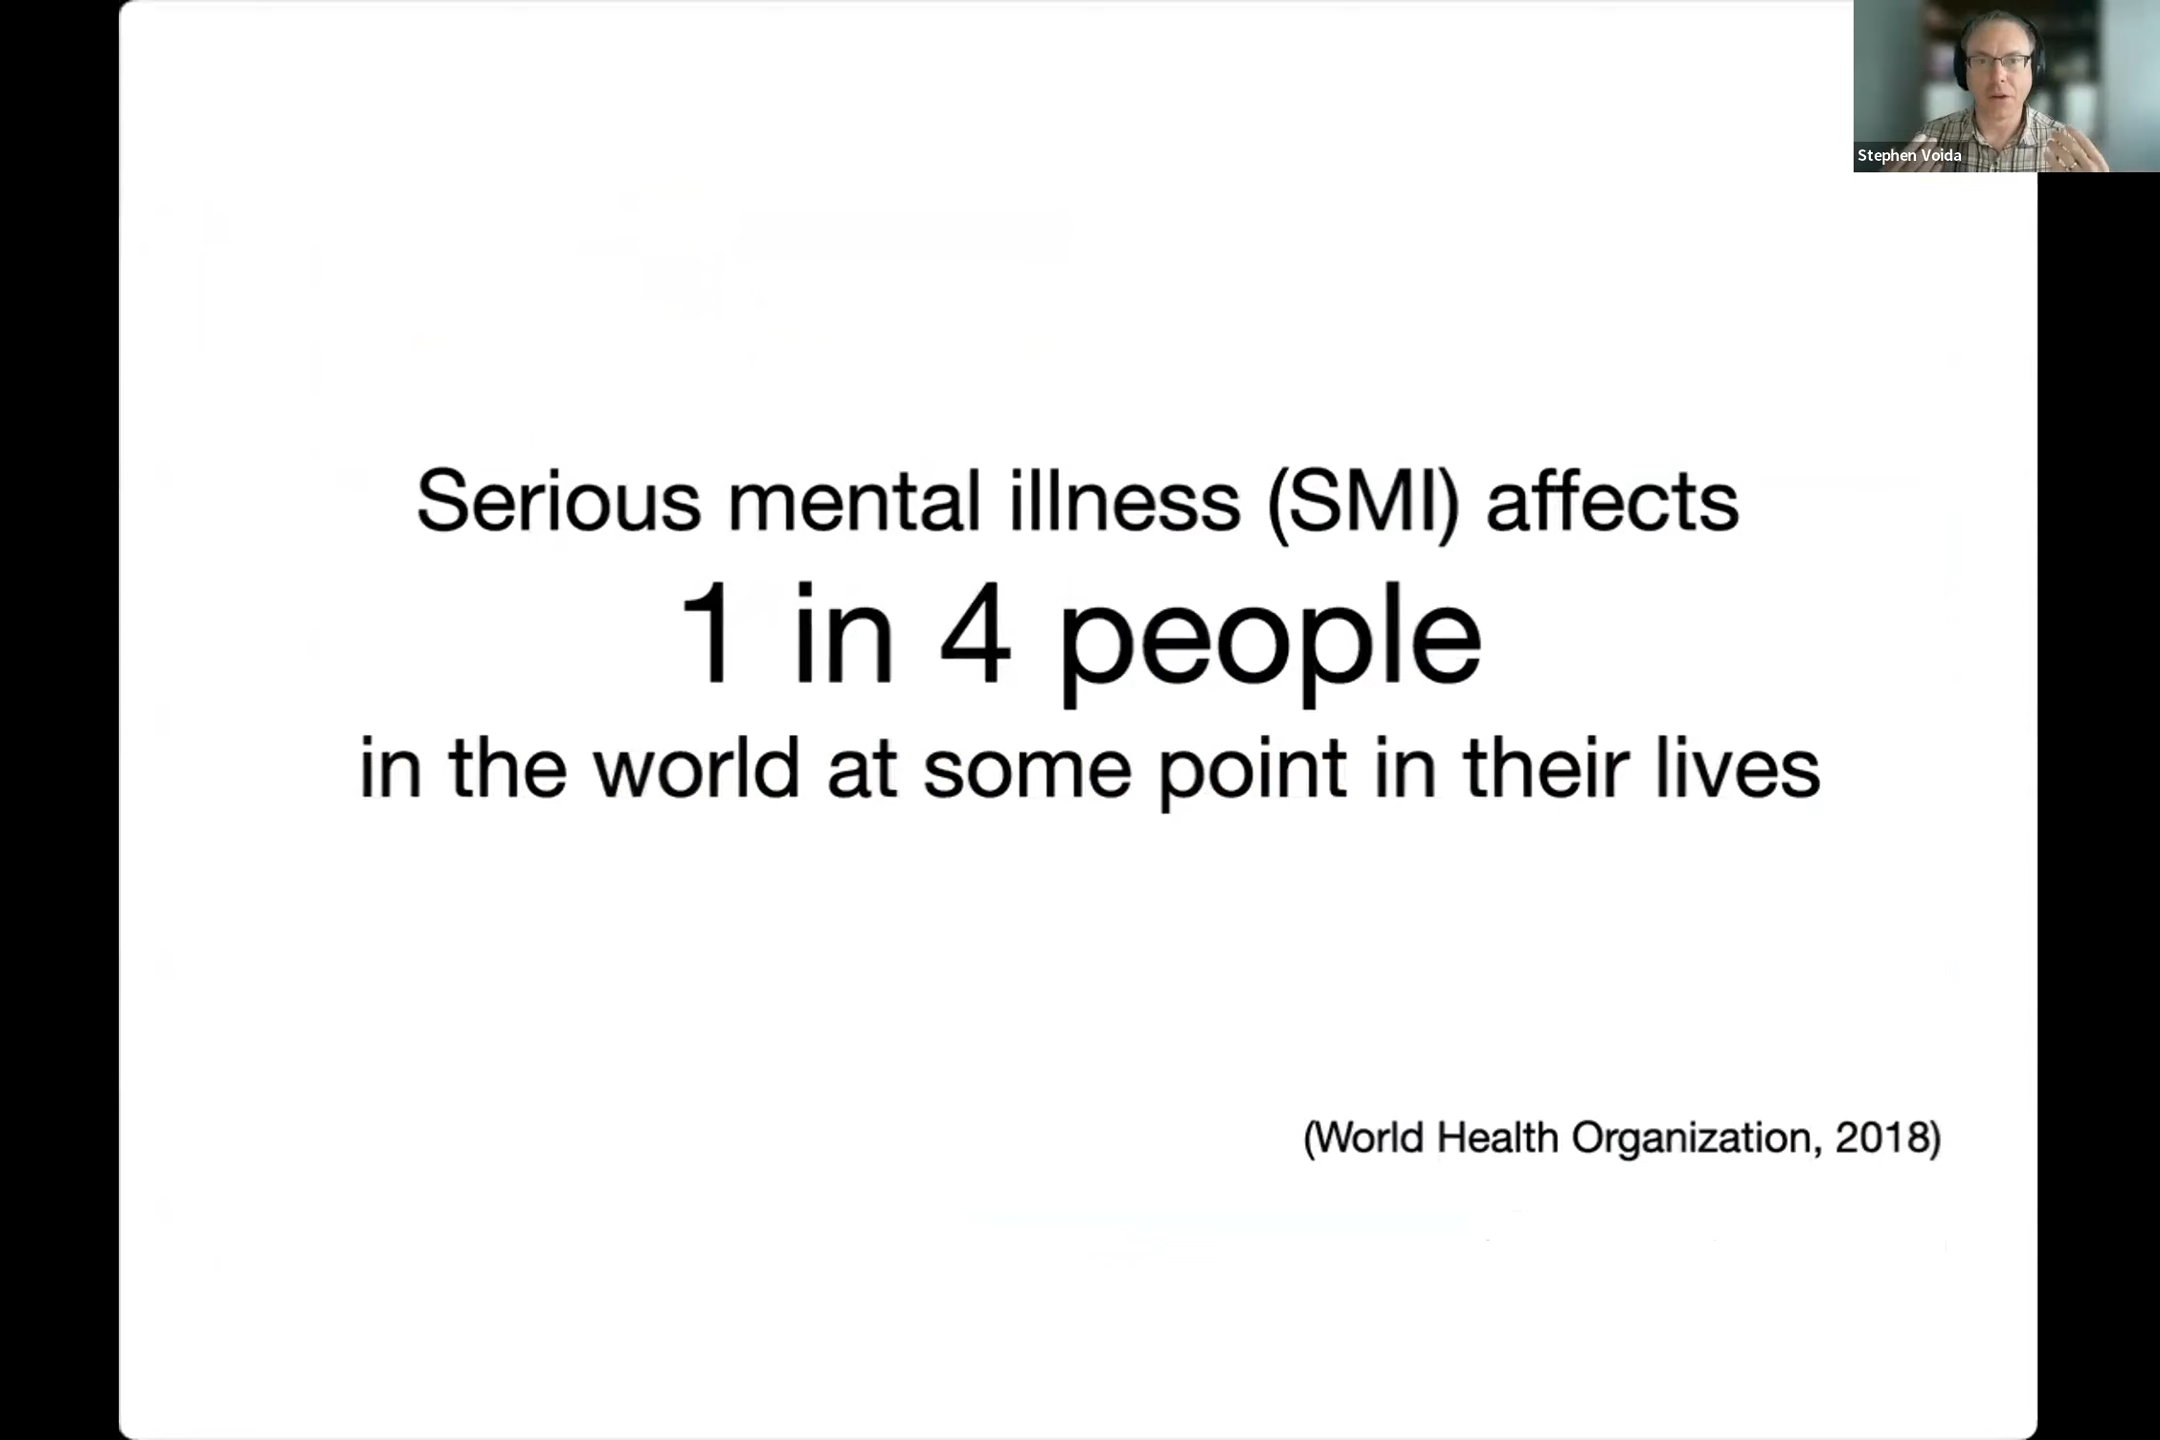 Stephen Voida
Serious mental illness (SMI) affects
1 in 4 people
in the world at some point in their lives
(World Health Organization, 2018)